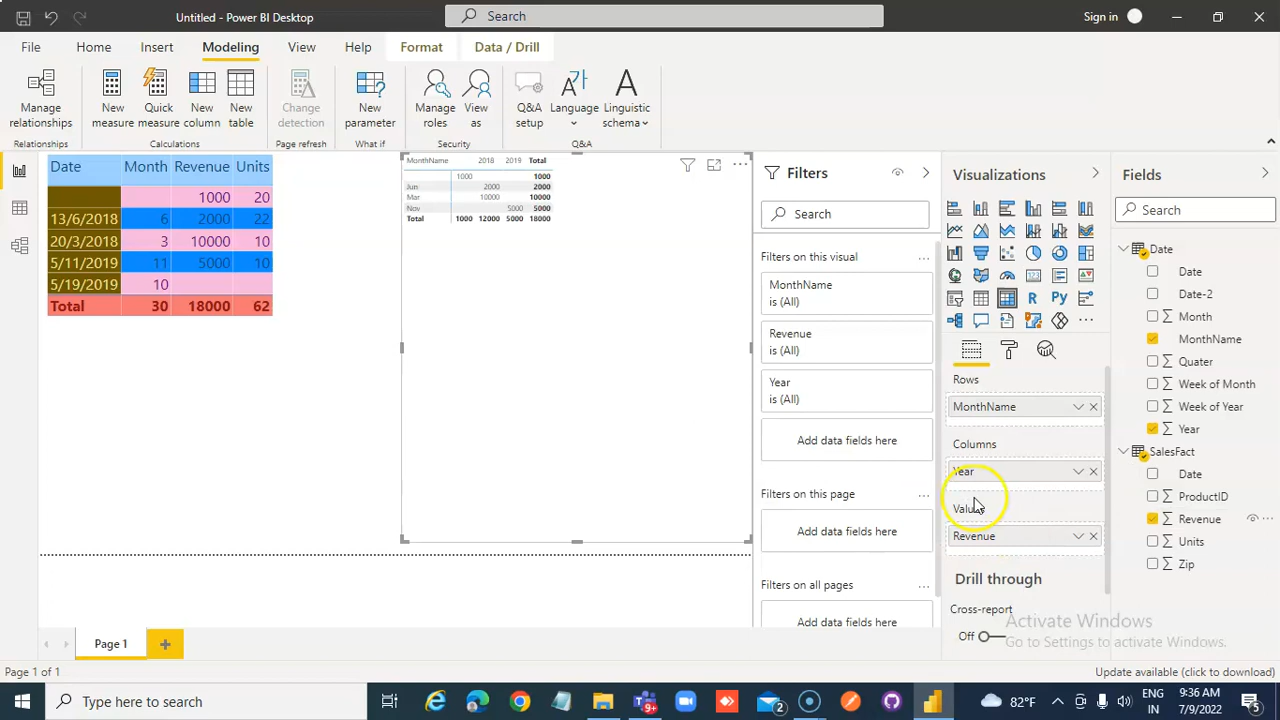 Untitled - Power BI Desktop
Search
Sign in
File
Home
Insert
Modeling
View
Help
Format
Data / Drill
Manage relationships
New measure
Quick measure
New column
New table
Change detection
New parameter
Manage roles
View as
Q&A setup
Language
Linguistic schema
Relationships
Calculations
Page refresh
What if
Security
Q&A
Date Month Revenue Units
1000 20
13/6/2018 6 2000 22
20/3/2018 3 10000 10
5/11/2019 11 5000 10
5/19/2019 10
Total 30 18000 62
MonthName 2018 2019 Total
1000 1000
Jun 2000 2000
Mar 10000 10000
Nov 5000 5000
Total 1000 12000 5000 18000
Filters
Search
Filters on this visual
MonthName
is (All)
Revenue
is (All)
Year
is (All)
Add data fields here
Filters on this page
Add data fields here
Filters on all pages
Add data fields here
Visualizations
Rows
MonthName
Columns
Year
Values
Revenue
Drill through
Cross-report
Off
Fields
Search
Date
Date
Date-2
Month
MonthName
Quater
Week of Month
Week of Year
Year
SalesFact
Date
ProductID
Revenue
Units
Zip
Activate Windows
Go to Settings to activate Windows.
Page 1
Page 1 of 1
Update available (click to download)
Type here to search
9+
2
82°F
ENG
IN
9:36 AM
7/9/2022
5